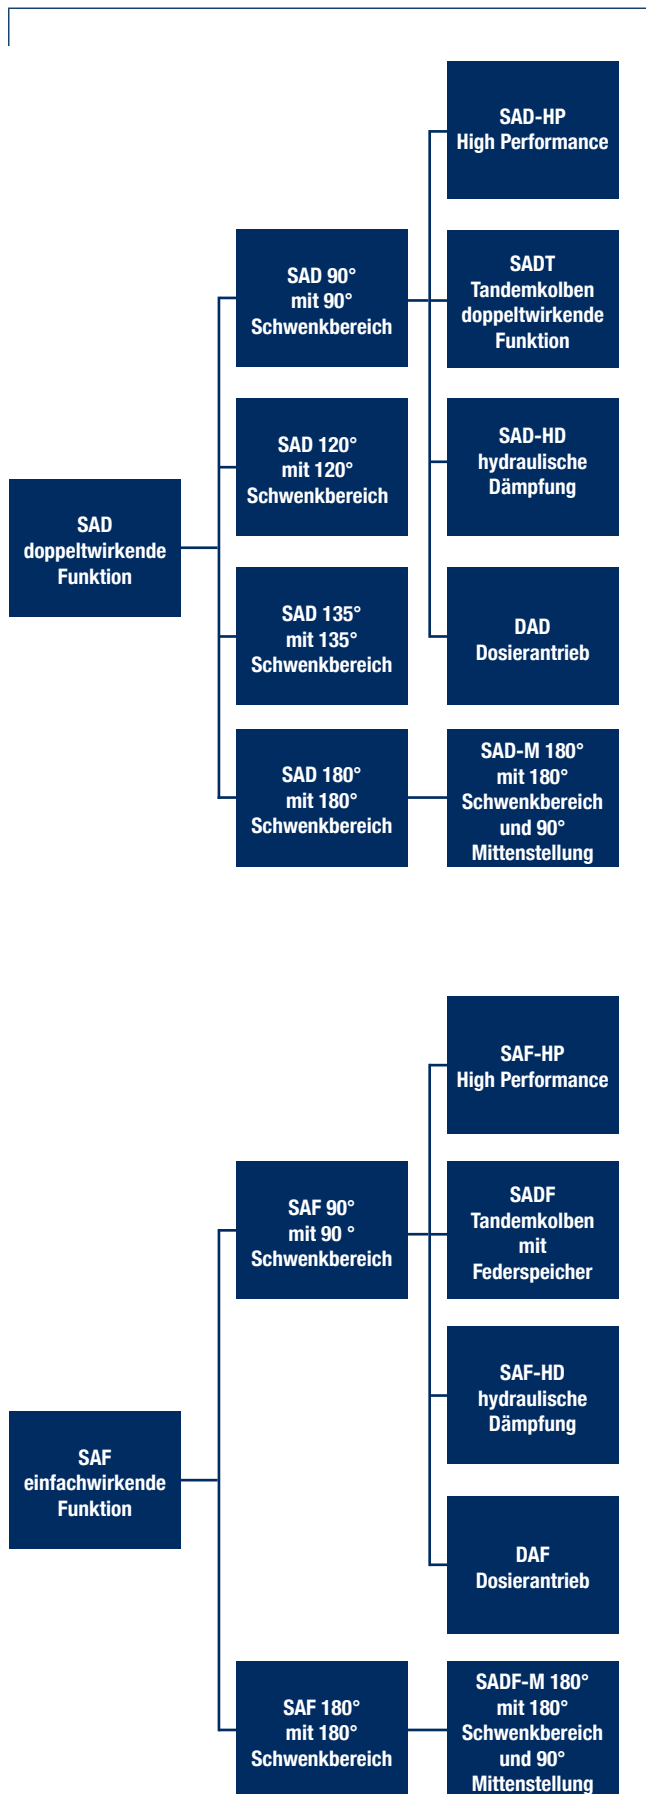 SAD-HP
High Performance
SAD 90°
mit 90°
Schwenkbereich
SADT
Tandemkolben
doppeltwirkende
Funktion
SAD 120°
mit 120°
Schwenkbereich
SAD-HD
hydraulische
Dämpfung
SAD
doppeltwirkende
Funktion
SAD 135°
mit 135°
Schwenkbereich
DAD
Dosierantrieb
SAD 180°
mit 180°
Schwenkbereich
SAD-M 180°
mit 180°
Schwenkbereich
und 90°
Mittenstellung
SAF-HP
High Performance
SAF 90°
mit 90 °
Schwenkbereich
SADF
Tandemkolben
mit
Federspeicher
SAF-HD
hydraulische
Dämpfung
SAF
einfachwirkende
Funktion
DAF
Dosierantrieb
SAF 180°
mit 180°
Schwenkbereich
SADF-M 180°
mit 180°
Schwenkbereich
und 90°
Mittenstellung